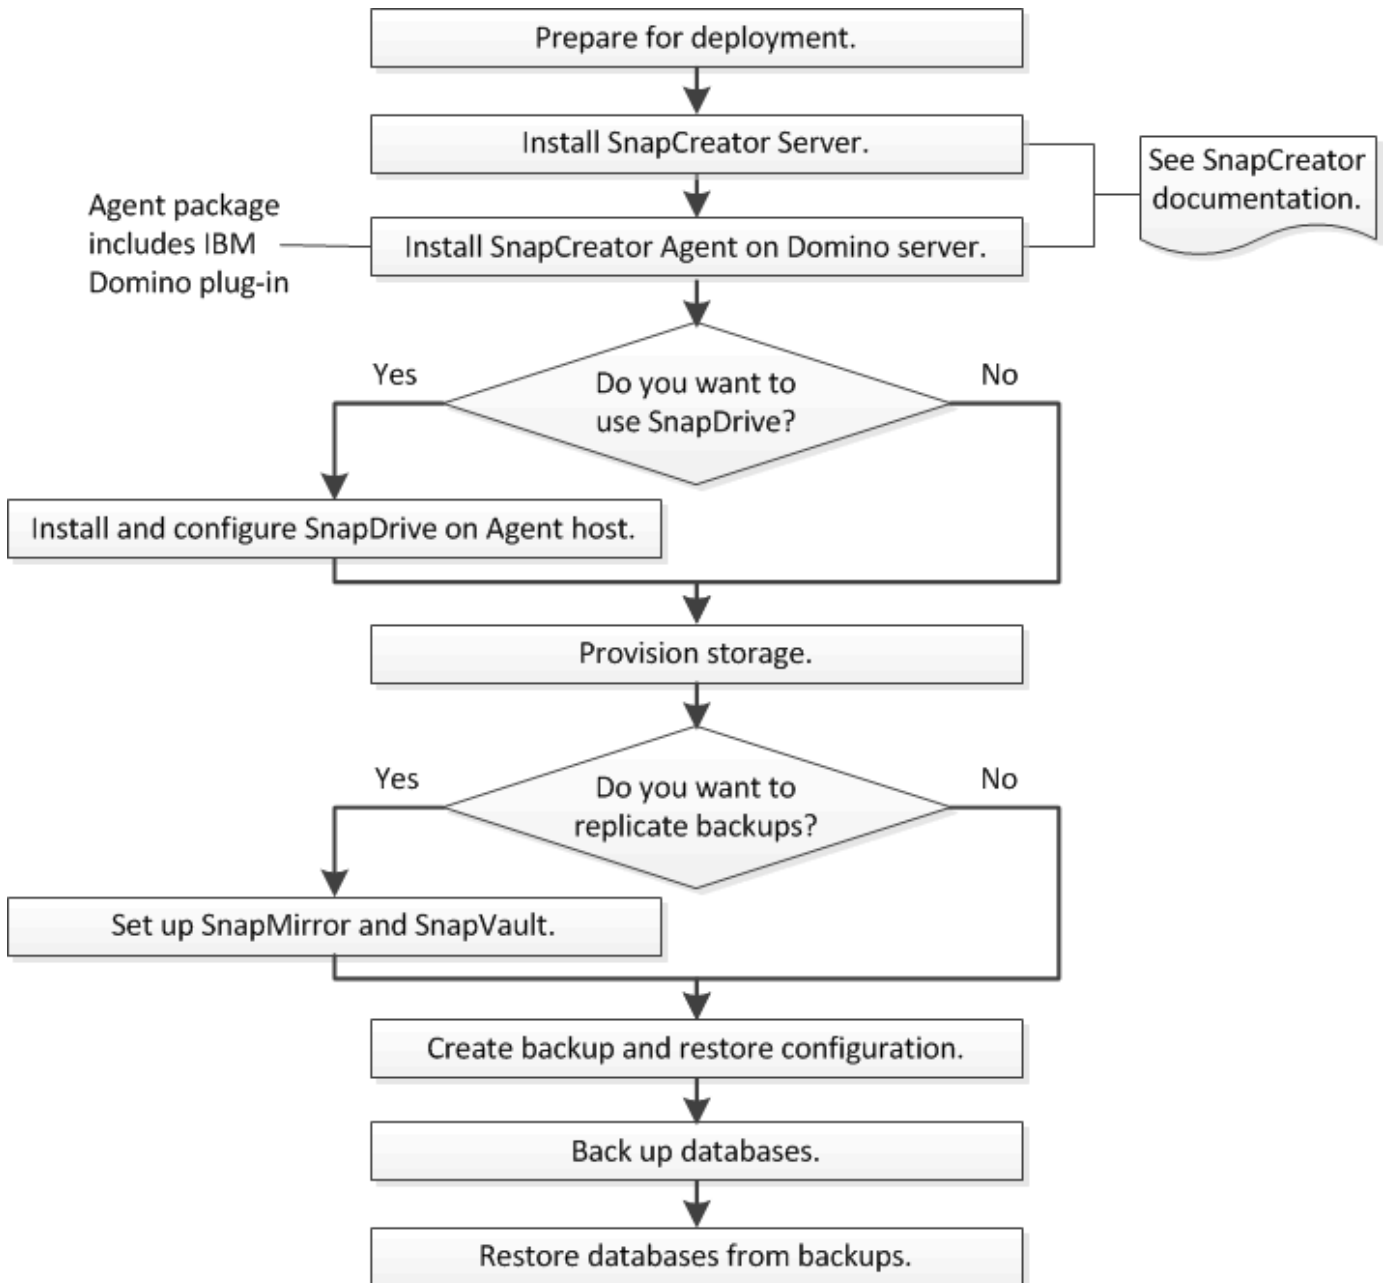 Prepare for deployment.
Install SnapCreator Server.
See SnapCreator
documentation.
Agent package
includes IBM
Domino plug-in
Install SnapCreator Agent on Domino server.
Yes
Do you want to
use SnapDrive?
No
Install and configure SnapDrive on Agent host.
Provision storage.
Yes
Do you want to
replicate backups?
No
Set up SnapMirror and SnapVault.
Create backup and restore configuration.
Back up databases.
Restore databases from backups.